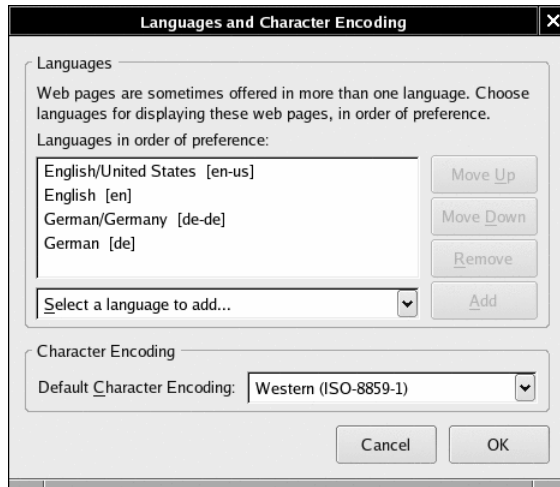 Languages and Character Encoding
Languages
Web pages are sometimes offered in more than one language. Choose
languages for displaying these web pages, in order of preference.
Languages in order of preference:
English/United States [en-us]
English [en]
German/Germany [de-de]
German [de]
Move Up
Move Down
Remove
Select a language to add...
Add
Character Encoding
Default Character Encoding: Western (ISO-8859-1)
Cancel OK